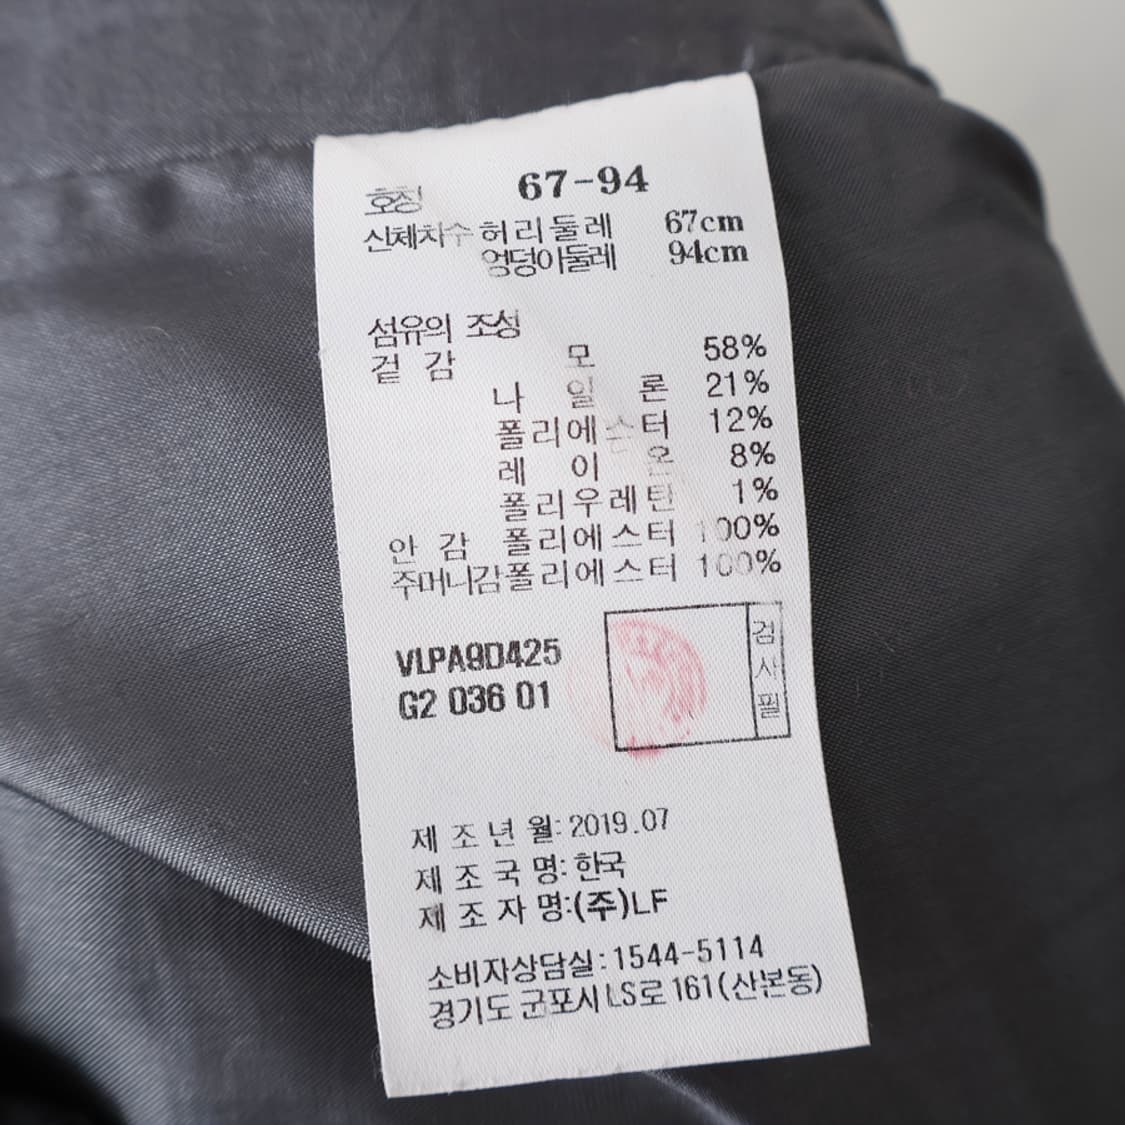 호칭 67-94
신체치수 허리둘레 67cm
엉덩이둘레 94cm
섬유의 조성
겉감 모 58%
나일론 21%
폴리에스터 12%
레이온 8%
폴리우레탄 1%
안감 폴리에스터 100%
주머니감 폴리에스터 100%
VLPA9D425
G2 036 01
검사필
제조년월: 2019.07
제조국명: 한국
제조자명:(주)LF
소비자상담실: 1544-5114
경기도 군포시 LS로 161(산본동)